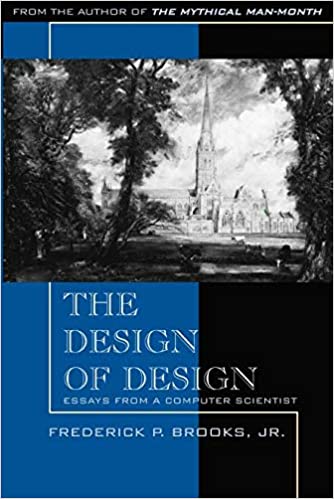 FROM THE AUTHOR OF THE MYTHICAL MAN-MONTH
THE
DESIGN
OF DESIGN
ESSAYS FROM A COMPUTER SCIENTIST
FREDERICK P. BROOKS, JR.